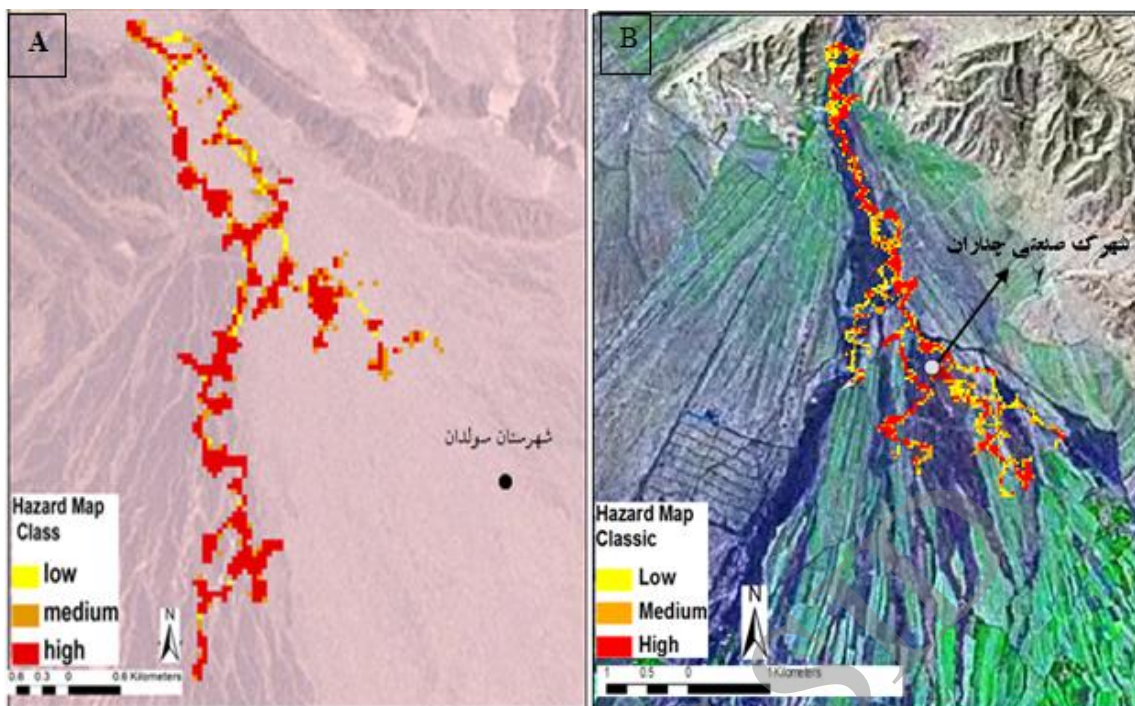 A
شهرستان سولدان
Hazard Map
Class
low
medium
high
N
0.6 0.3 0 0.6 Kilometers
B
شهرک صنعتی چناران
Hazard Map
Classic
Low
Medium
High
N
1 0.5 0 1 Kilometers